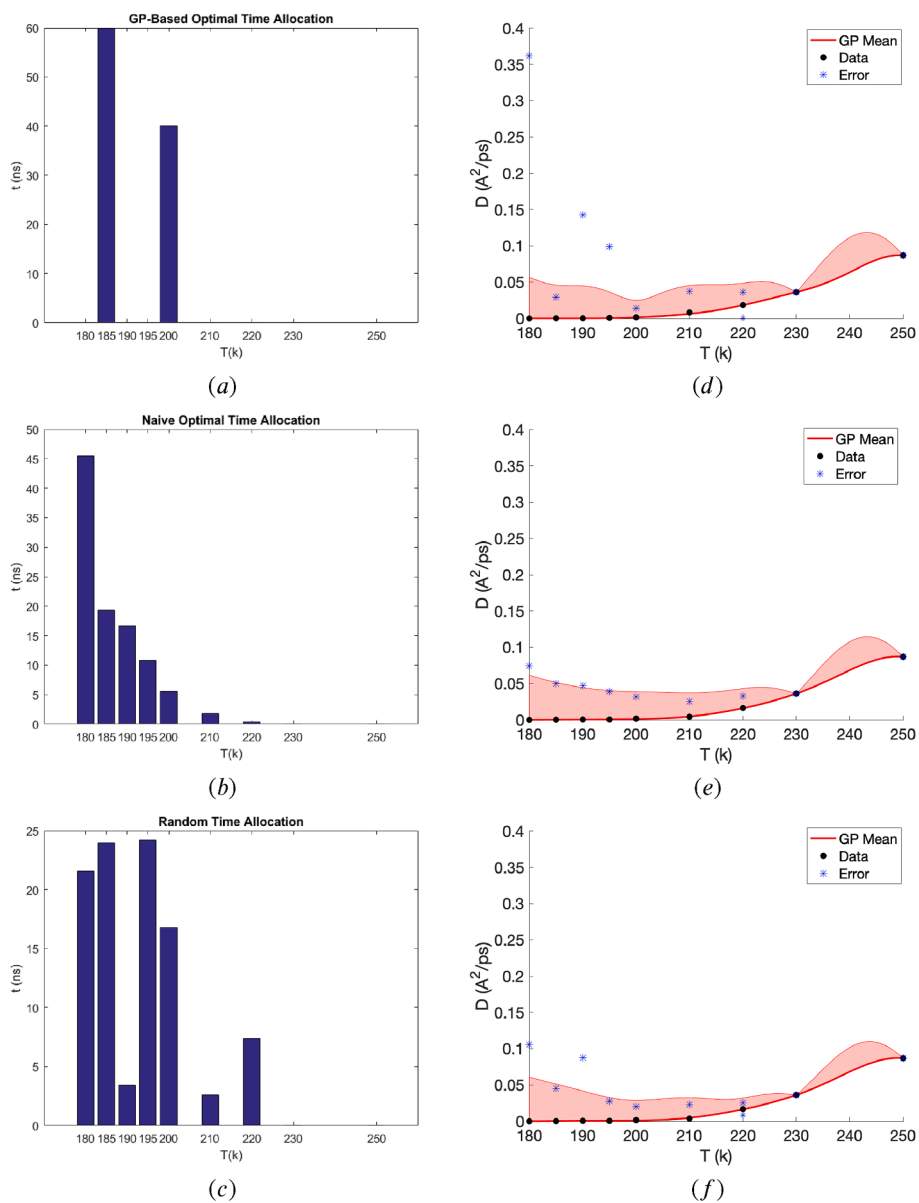 GP-Based Optimal Time Allocation
60
50
40
30
20
10
0
t (ns)
180 185 190 195 200 210 220 230 250
T(k)
(a)
0.4
0.35
0.3
0.25
0.2
0.15
0.1
0.05
0
D (A^2/ps)
GP Mean
Data
Error
180 190 200 210 220 230 240 250
T (k)
(d)
Naive Optimal Time Allocation
50
45
40
35
30
25
20
15
10
5
0
t (ns)
180 185 190 195 200 210 220 230 250
T(k)
(b)
0.4
0.35
0.3
0.25
0.2
0.15
0.1
0.05
0
D (A^2/ps)
GP Mean
Data
Error
180 190 200 210 220 230 240 250
T (k)
(e)
Random Time Allocation
25
20
15
10
5
0
t (ns)
180 185 190 195 200 210 220 230 250
T(k)
(c)
0.4
0.35
0.3
0.25
0.2
0.15
0.1
0.05
0
D (A^2/ps)
GP Mean
Data
Error
180 190 200 210 220 230 240 250
T (k)
(f)